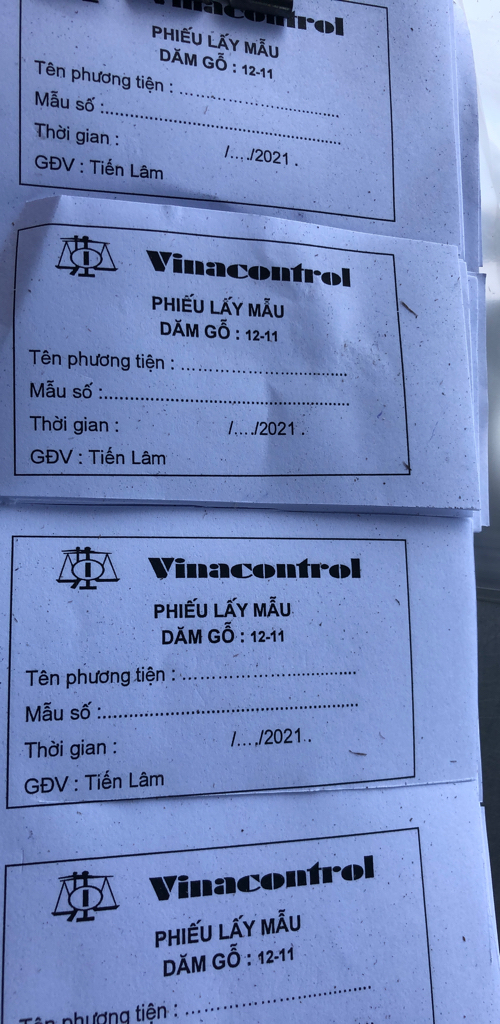 Vinacontrol
PHIẾU LẤY MẪU
DĂM GỖ : 12-11
Tên phương tiện : ................................
Mẫu số :................................................
Thời gian :
/..../2021 .
GĐV : Tiến Lâm
Vinacontrol
PHIẾU LẤY MẪU
DĂM GỖ : 12-11
Tên phương tiện : ................................
Mẫu số :................................................
Thời gian :
/..../2021 .
GĐV : Tiến Lâm
Vinacontrol
PHIẾU LẤY MẪU
DĂM GỖ : 12-11
Tên phương tiện : ................................
Mẫu số :................................................
Thời gian :
/..../2021..
GĐV : Tiến Lâm
Vinacontrol
PHIẾU LẤY MẪU
DĂM GỖ : 12-11
Tên phương tiện : ................................